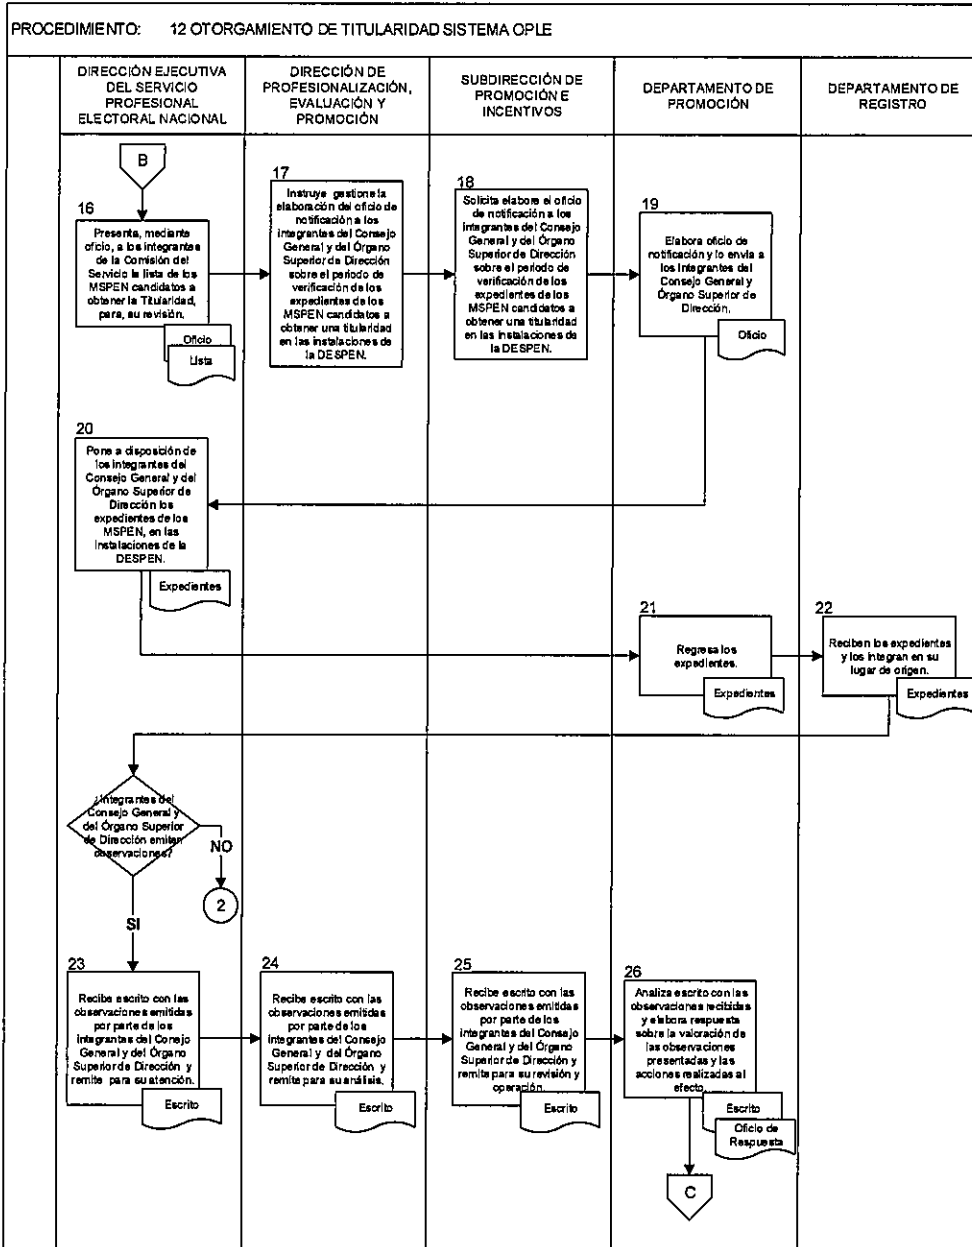 PROCEDIMIENTO: 12 OTORGAMIENTO DE TITULARIDAD SISTEMA OPLE
DIRECCIÓN EJECUTIVA
DEL SERVICIO
PROFESIONAL
ELECTORAL NACIONAL
DIRECCIÓN DE
PROFESIONALIZACIÓN,
EVALUACIÓN Y
PROMOCIÓN
SUBDIRECCIÓN DE
PROMOCIÓN E
INCENTIVOS
DEPARTAMENTO DE
PROMOCIÓN
DEPARTAMENTO DE
REGISTRO
B
16
Presenta, mediante
oficio, a los integrantes
de la Comisión del
Servicio la lista de los
MSPEN candidatos a
obtener la Titularidad,
para, su revisión.
Oficio
Lista
17
Instruye gestione la
elaboración del oficio de
notificación a los
integrantes del Consejo
General y del Órgano
Superior de Dirección
sobre el periodo de
verificación de los
expedientes de los
MSPEN candidatos a
obtener una titularidad
en las instalaciones de
la DESPEN.
18
Solicita elabore el oficio
de notificación a los
integrantes del Consejo
General y del Órgano
Superior de Dirección
sobre el periodo de
verificación de los
expedientes de los
MSPEN candidatos a
obtener una titularidad
en las instalaciones de
la DESPEN.
19
Elabora oficio de
notificación y lo envía a
los integrantes del
Consejo General y
Órgano Superior de
Dirección.
Oficio
20
Pone a disposición de
los integrantes del
Consejo General y del
Órgano Superior de
Dirección los
expedientes de los
MSPEN, en las
instalaciones de la
DESPEN.
Expedientes
21
Regresa los
expedientes.
Expedientes
22
Reciben los expedientes
y los integran en su
lugar de origen.
Expedientes
¿Integrantes del
Consejo General y
del Órgano Superior
de Dirección emiten
observaciones?
NO
2
SI
23
Recibe escrito con las
observaciones emitidas
por parte de los
integrantes del Consejo
General y del Órgano
Superior de Dirección y
remite para su atención.
Escrito
24
Recibe escrito con las
observaciones emitidas
por parte de los
integrantes del Consejo
General y del Órgano
Superior de Dirección y
remite para su análisis.
Escrito
25
Recibe escrito con las
observaciones emitidas
por parte de los
integrantes del Consejo
General y del Órgano
Superior de Dirección y
remite para su revisión y
operación.
Escrito
26
Analiza escrito con las
observaciones recibidas
y elabora respuesta
sobre la valoración de
las observaciones
presentadas y las
acciones realizadas al
efecto.
Escrito
Oficio de
Respuesta
C